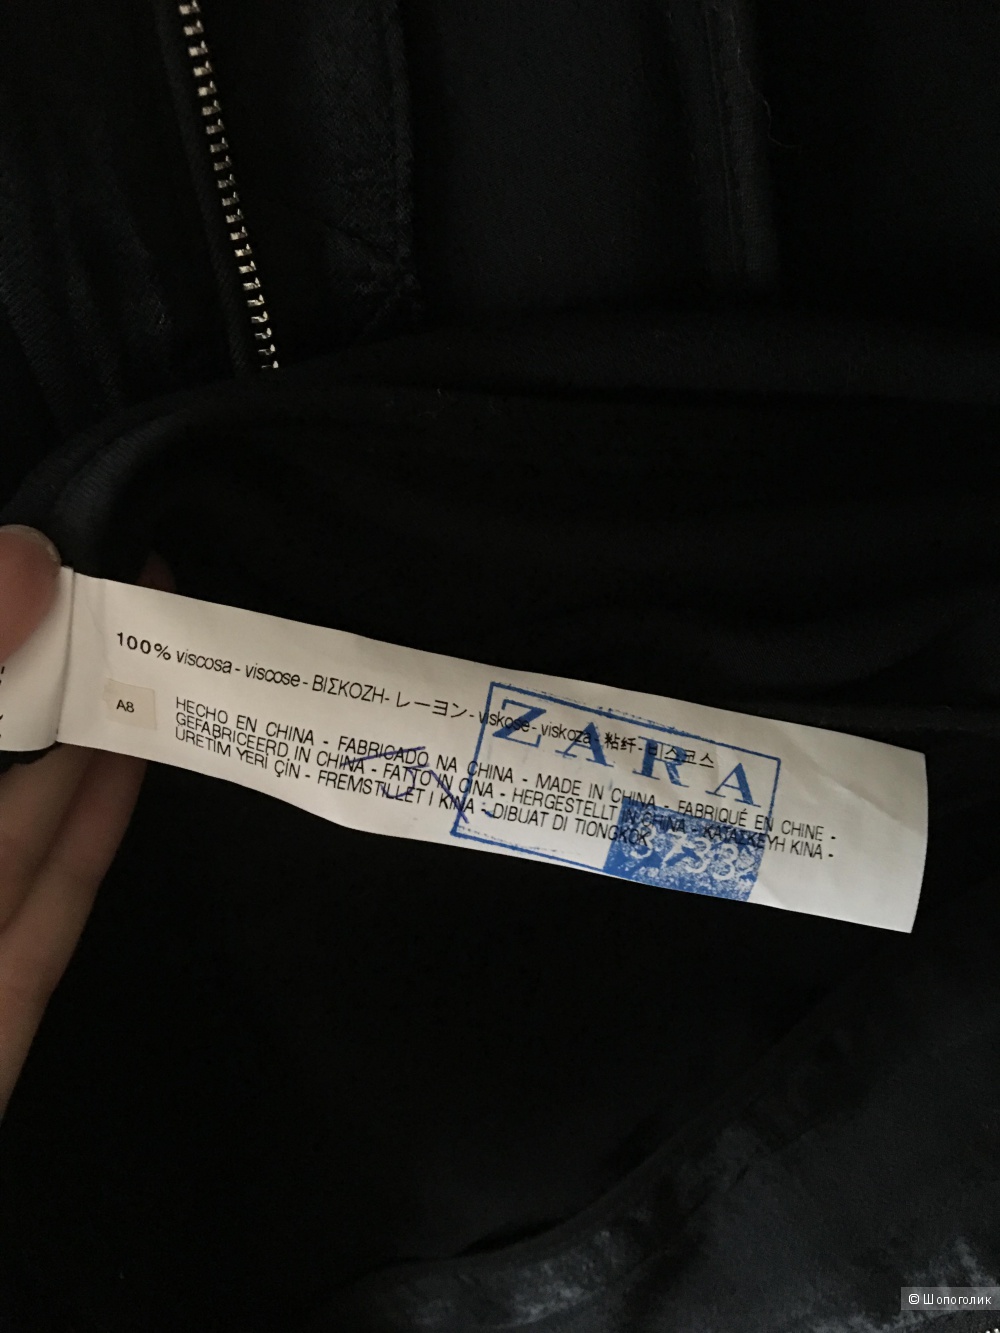 100% viscosa - viscose - ΒΙΣΚΟΖΗ - レーヨン - viskose - viskoza - 粘纤 - 비스코스
A8
HECHO EN CHINA - FABRICADO NA CHINA - MADE IN CHINA - FABRIQUÉ EN CHINE -
GEFABRICEERD IN CHINA - FATTO IN CINA - HERGESTELLT IN CHINA - ΚΑΤΑΣΚΕΥΗ ΚΙΝΑ -
ÜRETIM YERİ ÇİN - FREMSTILLET I KINA - DIBUAT DI TIONGKOK
ZARA
© Шопоголик